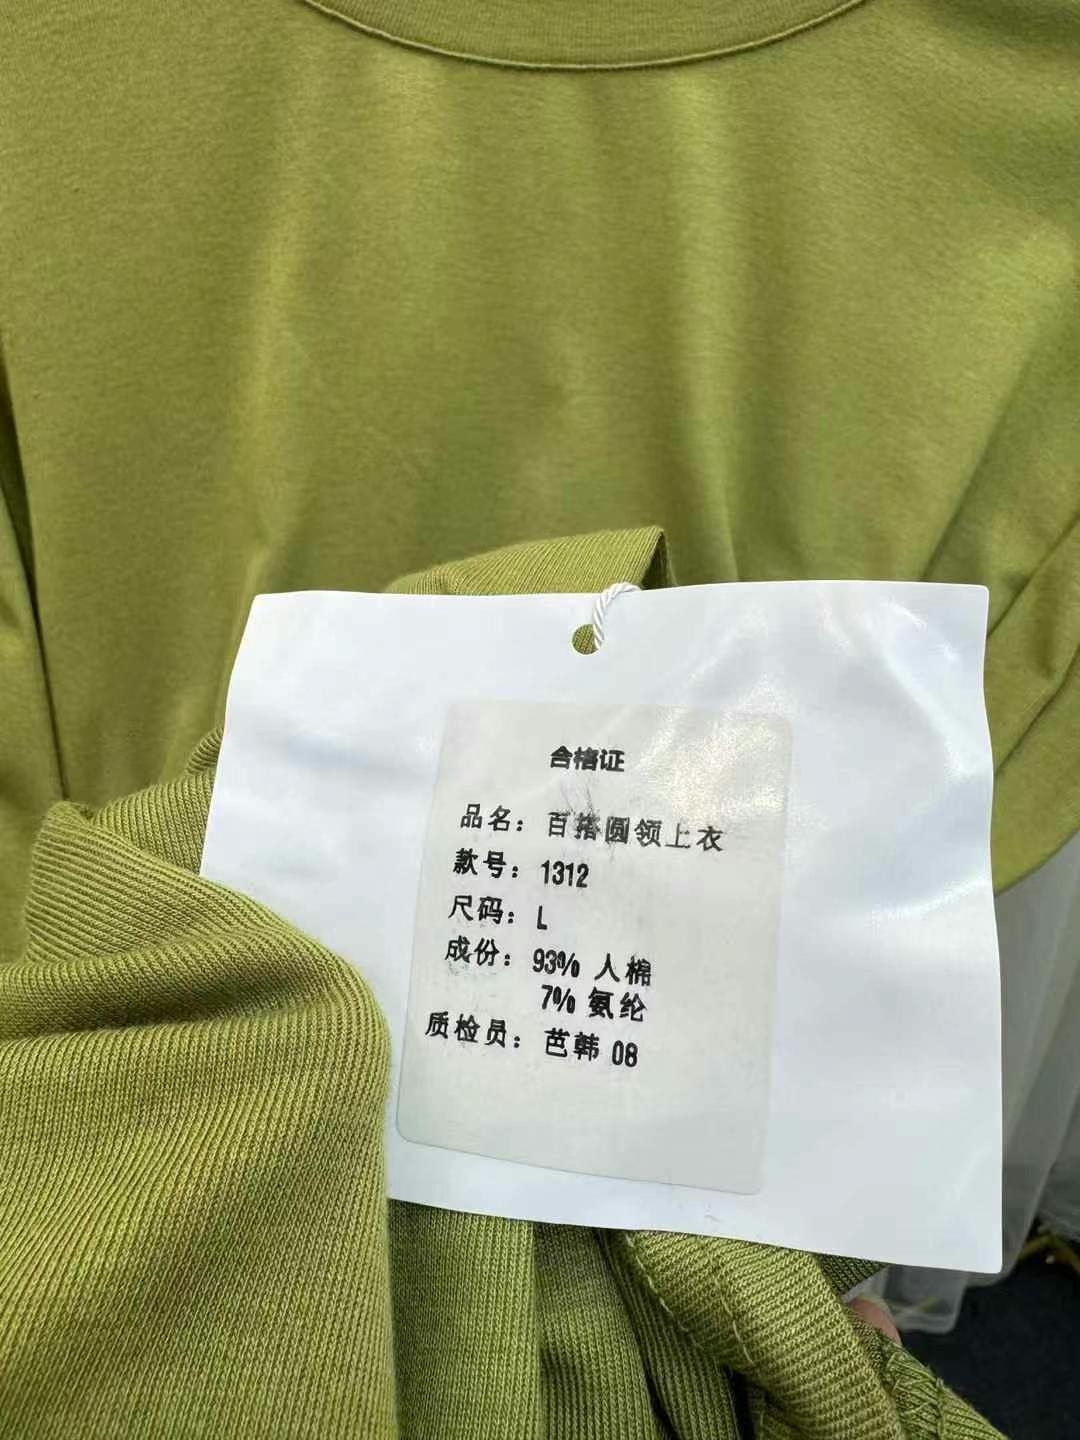 合格证
品名：百搭圆领上衣
款号：1312
尺码：L
成份：93% 人棉
7% 氨纶
质检员：芭韩 08